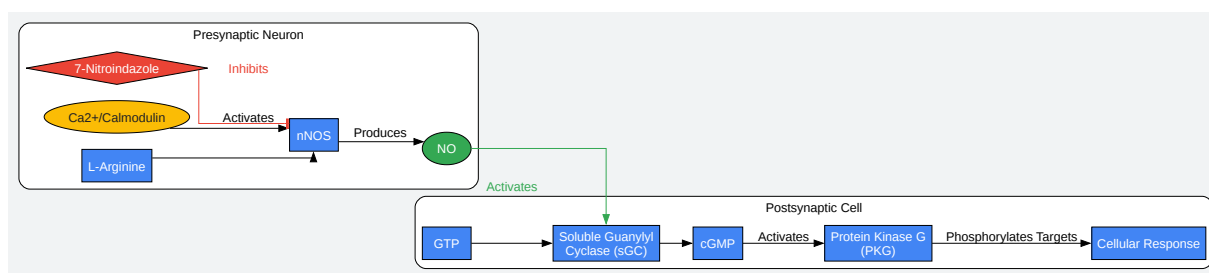 Presynaptic Neuron
7-Nitroindazole
Inhibits
Ca2+/Calmodulin
Activates
nNOS
Produces
NO
L-Arginine
Activates
Postsynaptic Cell
GTP
Soluble Guanylyl
Cyclase (sGC)
cGMP
Activates
Protein Kinase G
(PKG)
Phosphorylates Targets
Cellular Response